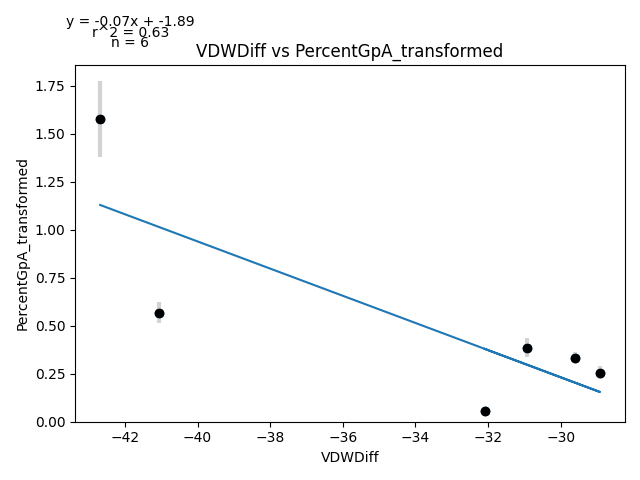 y = -0.07x + -1.89
r^2 = 0.63
n = 6
VDWDiff vs PercentGpA_transformed
1.75
1.50
1.25
1.00
0.75
0.50
0.25
0.00
PercentGpA_transformed
−42
−40
−38
−36
−34
−32
−30
VDWDiff